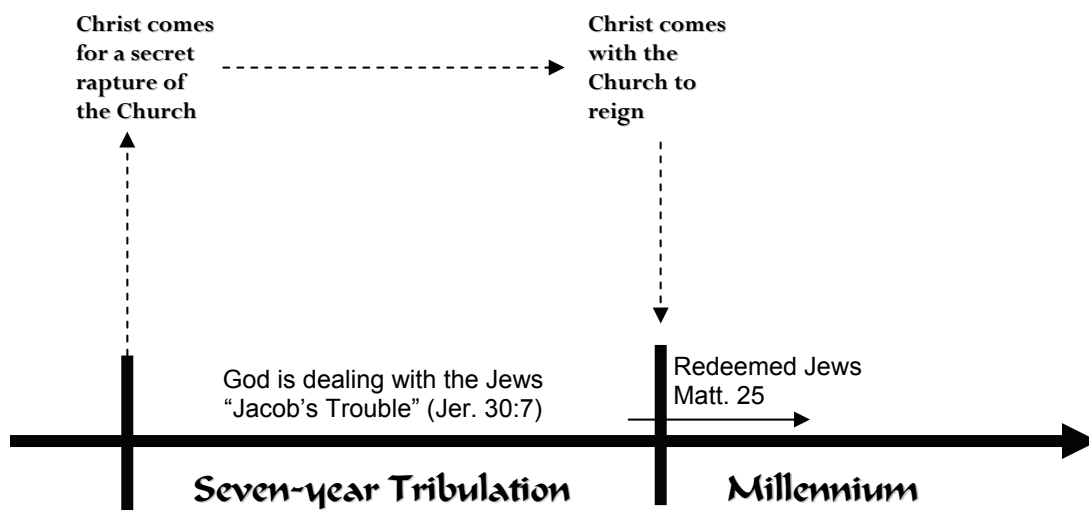 Christ comes
for a secret
rapture of
the Church
Christ comes
with the
Church to
reign
God is dealing with the Jews
“Jacob’s Trouble” (Jer. 30:7)
Redeemed Jews
Matt. 25
Seven-year Tribulation
Millennium